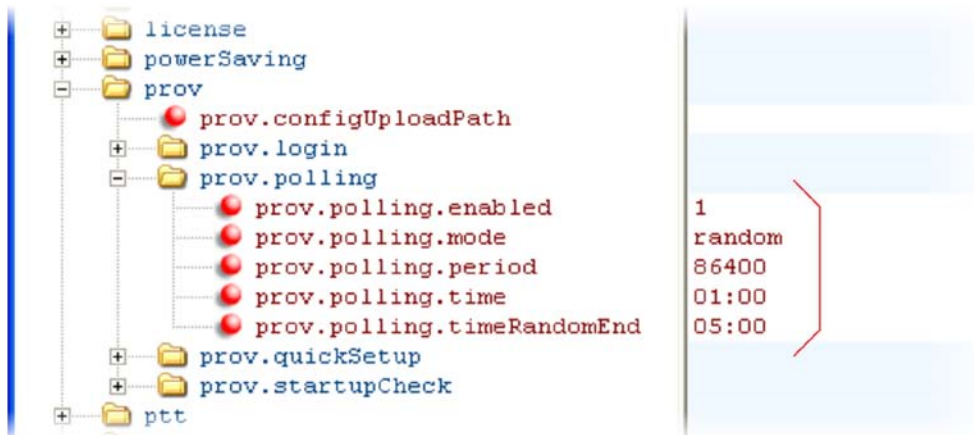 license
powerSaving
prov
prov.configUploadPath
prov.login
prov.polling
prov.polling.enabled 1
prov.polling.mode random
prov.polling.period 86400
prov.polling.time 01:00
prov.polling.timeRandomEnd 05:00
prov.quickSetup
prov.startupCheck
ptt